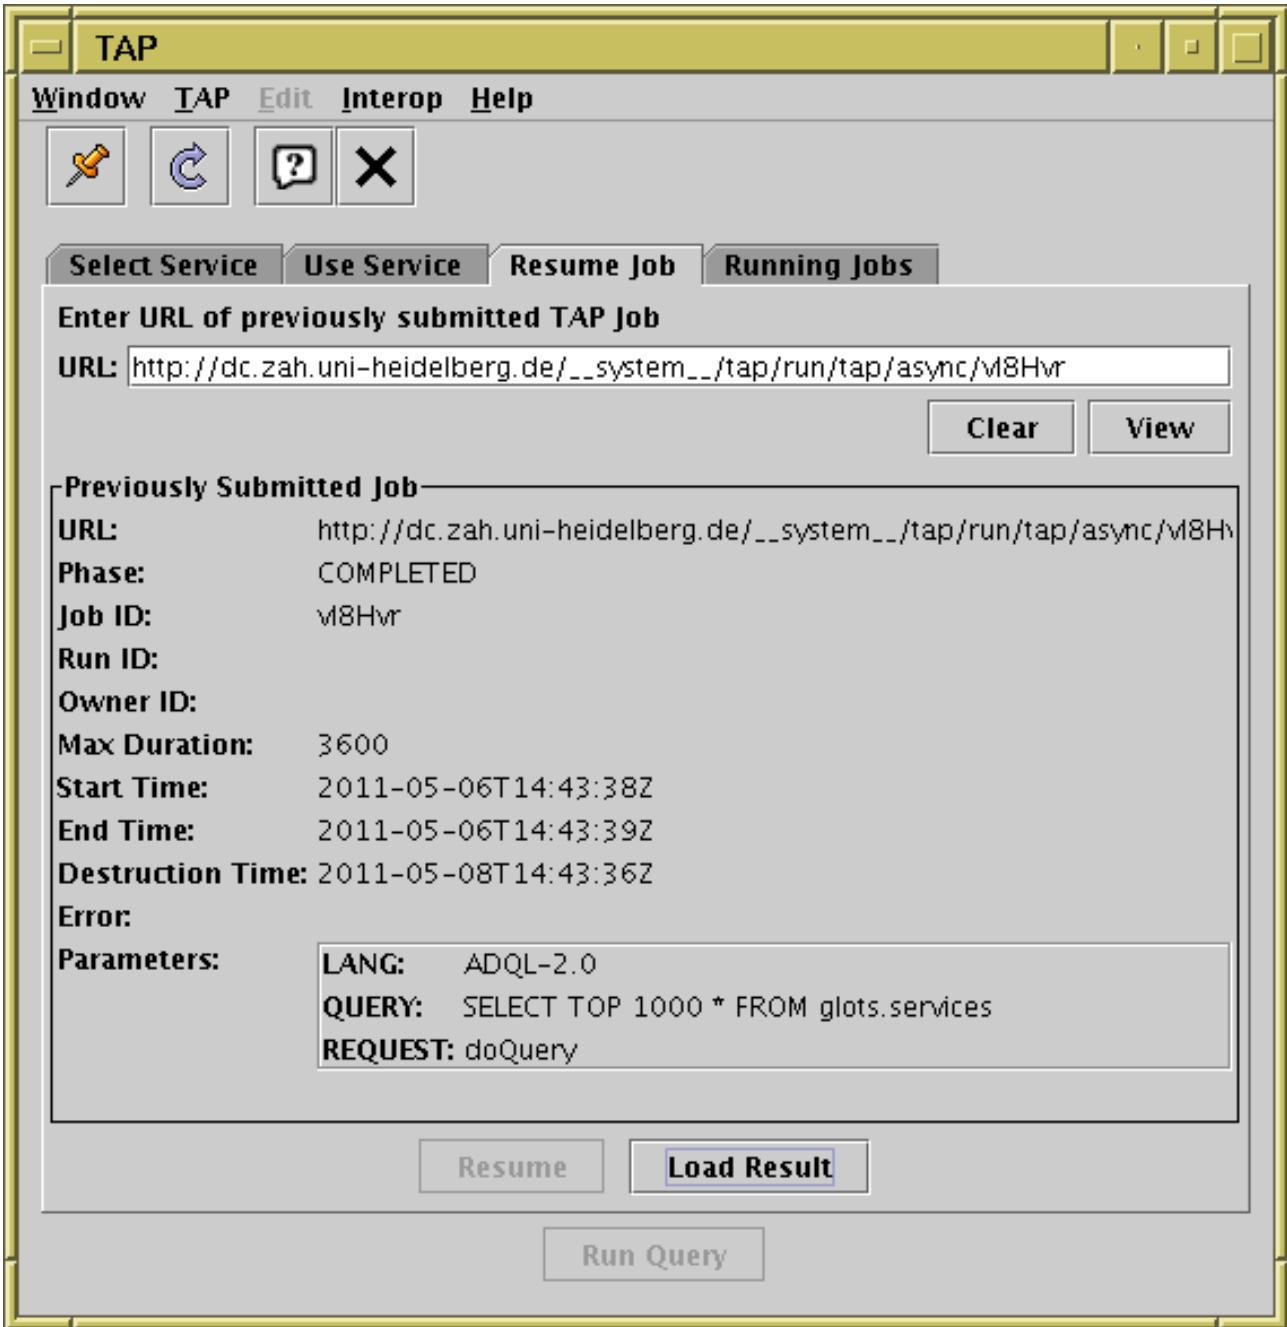 TAP
Window TAP Edit Interop Help
Select Service Use Service Resume Job Running Jobs
Enter URL of previously submitted TAP Job
URL: http://dc.zah.uni-heidelberg.de/__system__/tap/run/tap/async/vl8Hvr
Clear View
Previously Submitted Job
URL: http://dc.zah.uni-heidelberg.de/__system__/tap/run/tap/async/vl8Hv
Phase: COMPLETED
Job ID: vl8Hvr
Run ID:
Owner ID:
Max Duration: 3600
Start Time: 2011-05-06T14:43:38Z
End Time: 2011-05-06T14:43:39Z
Destruction Time: 2011-05-08T14:43:36Z
Error:
Parameters: LANG: ADQL-2.0
QUERY: SELECT TOP 1000 * FROM glots.services
REQUEST: doQuery
Resume Load Result
Run Query